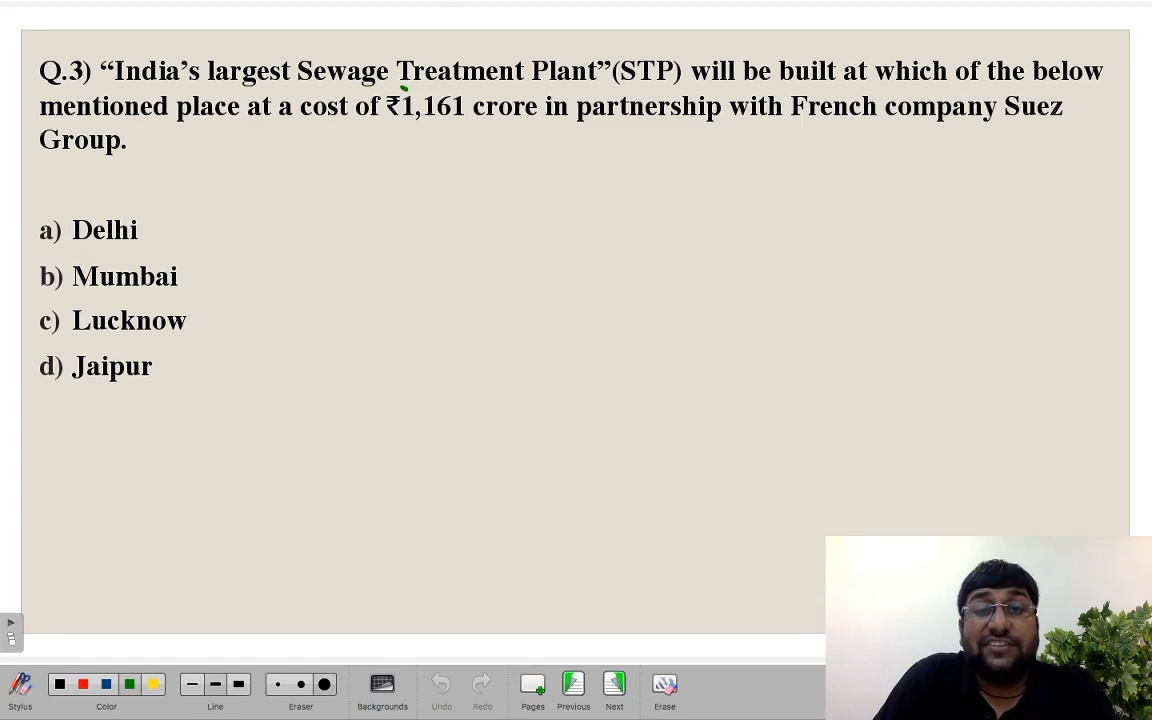 Q.3) “India’s largest Sewage Treatment Plant”(STP) will be built at which of the below
mentioned place at a cost of ₹1,161 crore in partnership with French company Suez
Group.
a) Delhi
b) Mumbai
c) Lucknow
d) Jaipur
Stylus
Color
Line
Eraser
Backgrounds
Undo
Redo
Pages
Previous
Next
Erase